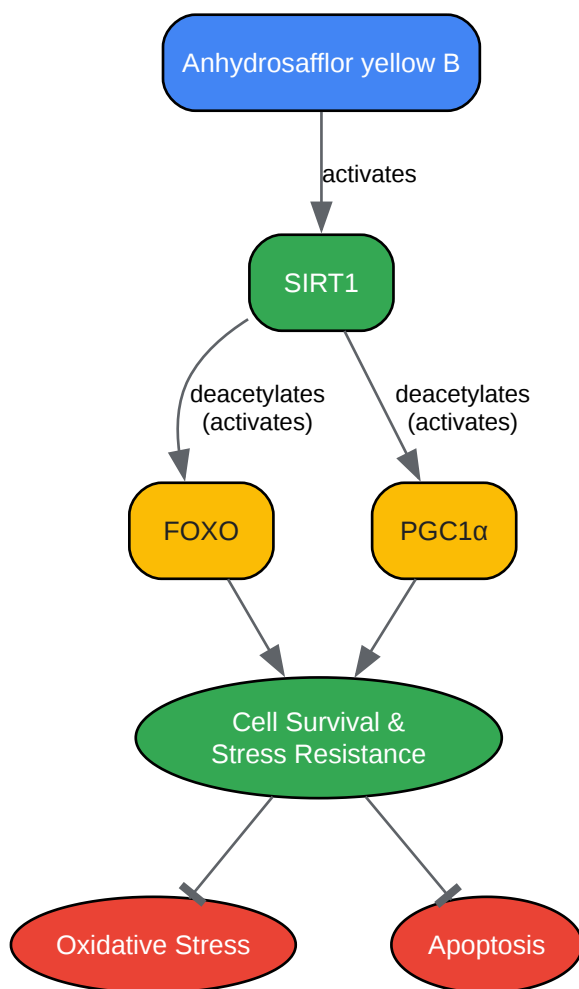 Anhydrosafflor yellow B
activates
SIRT1
deacetylates
(activates)
deacetylates
(activates)
FOXO
PGC1α
Cell Survival &
Stress Resistance
Oxidative Stress
Apoptosis